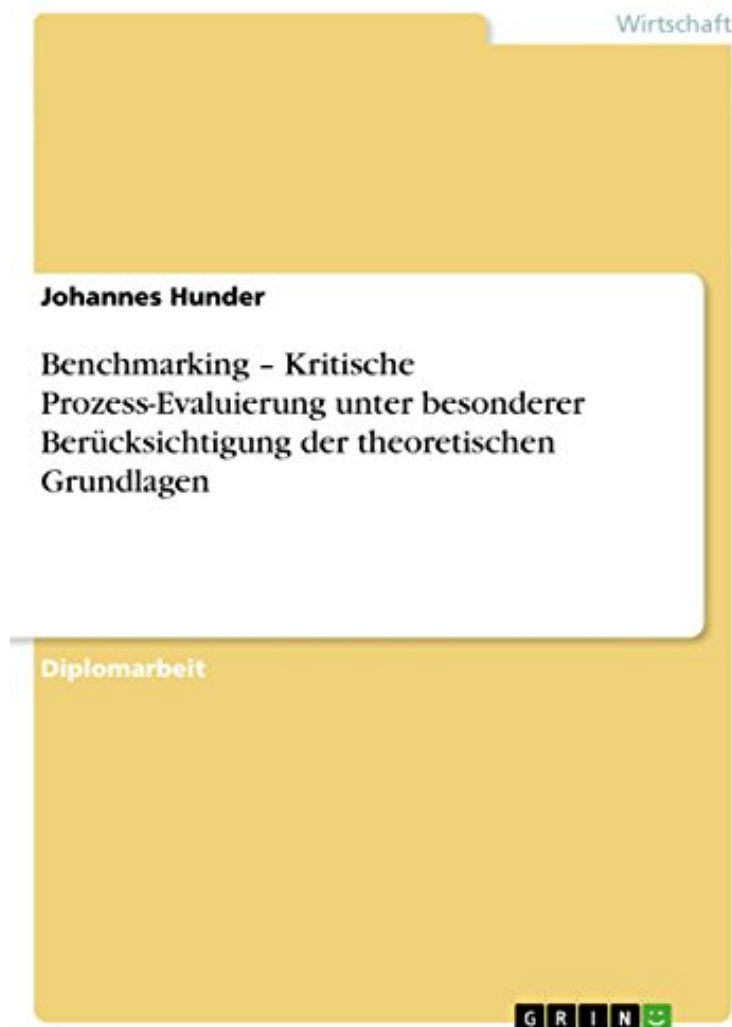 Wirtschaft
Johannes Hunder
Benchmarking – Kritische
Prozess-Evaluierung unter besonderer
Berücksichtigung der theoretischen
Grundlagen
Diplomarbeit
GRIN